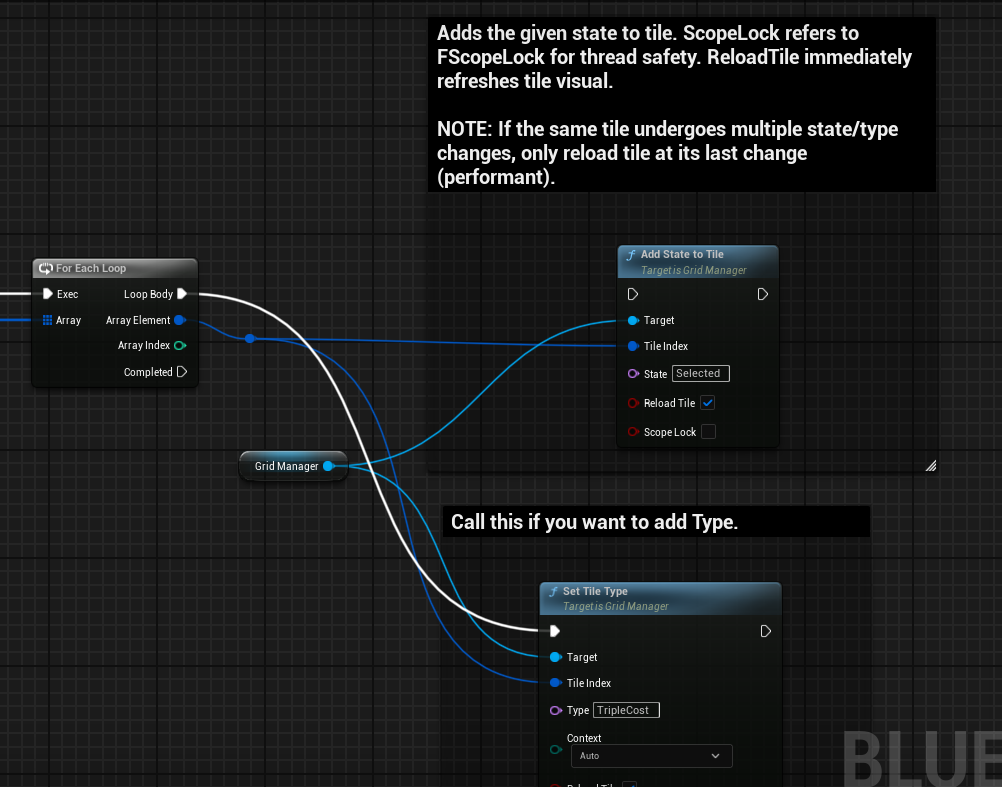 Adds the given state to tile. ScopeLock refers to
FScopeLock for thread safety. ReloadTile immediately
refreshes tile visual.
NOTE: If the same tile undergoes multiple state/type
changes, only reload tile at its last change
(performant).
For Each Loop
Exec
Loop Body
Array
Array Element
Array Index
Completed
Add State to Tile
Target is Grid Manager
Target
Tile Index
State
Selected
Reload Tile
Scope Lock
Grid Manager
Call this if you want to add Type.
Set Tile Type
Target is Grid Manager
Target
Tile Index
Type
TripleCost
Context
Auto
Reload Tile
BLUE